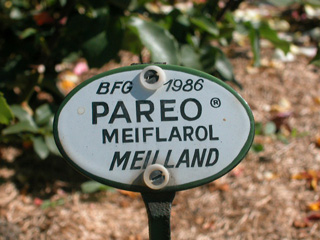 BFG 1986
PAREO ®
MEIFLAROL
MEILLAND